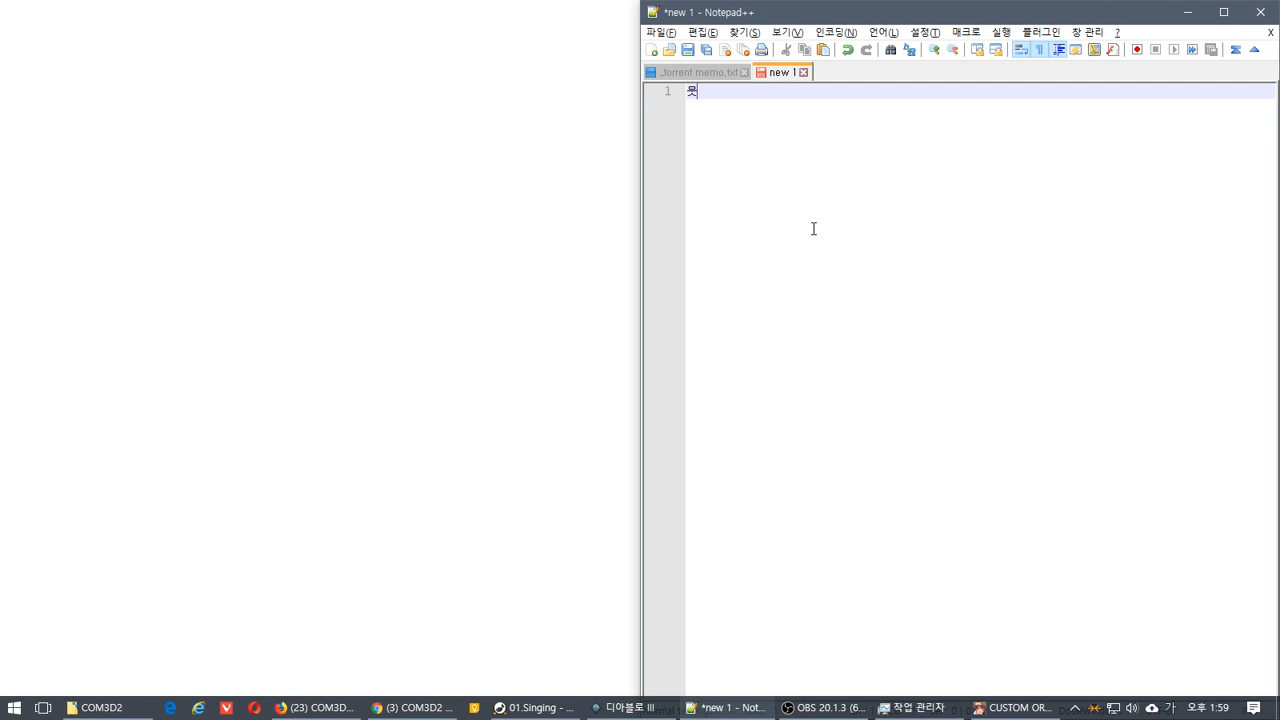 *new 1 - Notepad++
파일(F) 편집(E) 찾기(S) 보기(V) 인코딩(N) 언어(L) 설정(T) 매크로 실행 플러그인 창 관리 ? X
_torrent memo.txt new 1
1 뭇
COM3D2 (23) COM3D... (3) COM3D2 ... 01.Singing - ... 디아블로 III *new 1 - Not... OBS 20.1.3 (6... 작업 관리자 CUSTOM OR... 가 오후 1:59